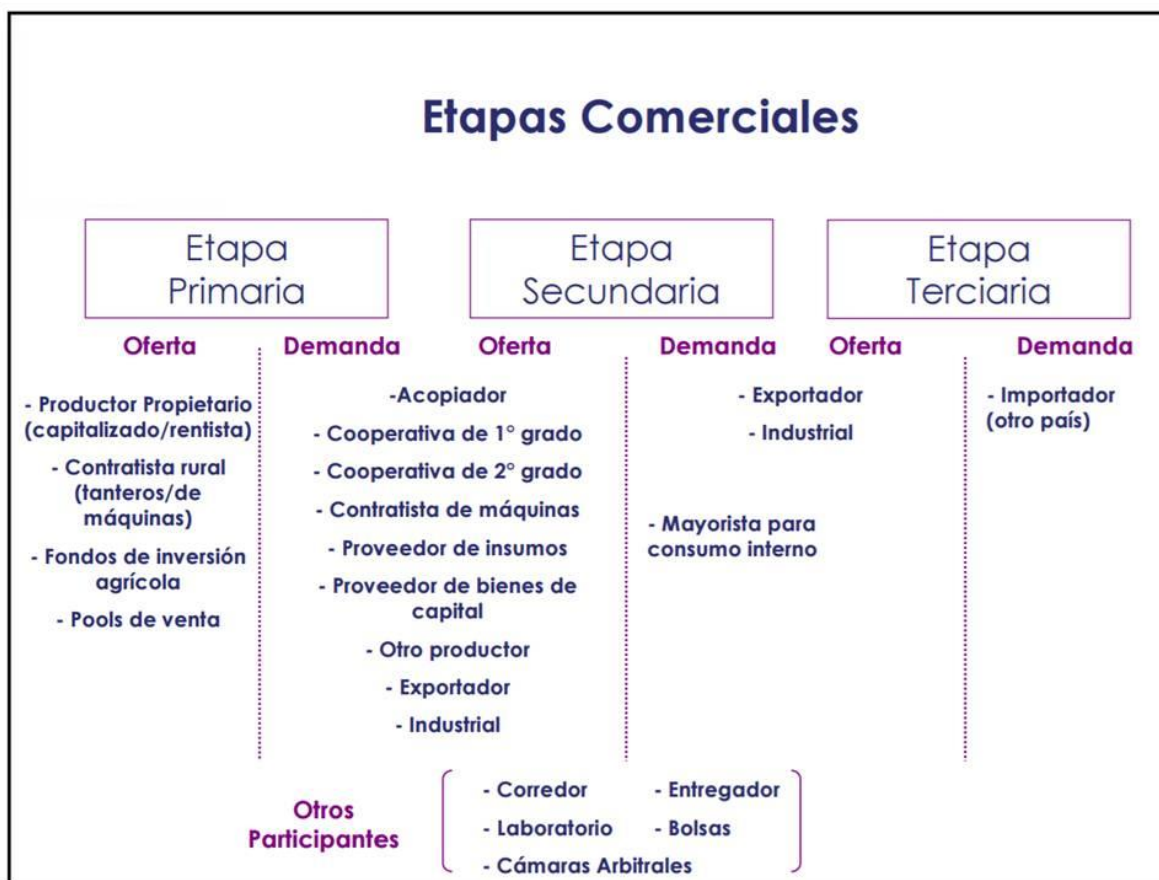 Etapas Comerciales
Etapa
Primaria
Etapa
Secundaria
Etapa
Terciaria
Oferta
Demanda
Oferta
Demanda
Oferta
Demanda
- Productor Propietario
(capitalizado/rentista)
- Contratista rural
(tanteros/de
máquinas)
- Fondos de inversión
agrícola
- Pools de venta
-Acopiador
- Cooperativa de 1° grado
- Cooperativa de 2° grado
- Contratista de máquinas
- Proveedor de insumos
- Proveedor de bienes de
capital
- Otro productor
- Exportador
- Industrial
- Exportador
- Industrial
- Mayorista para
consumo interno
- Importador
(otro país)
Otros
Participantes
- Corredor
- Entregador
- Laboratorio
- Bolsas
- Cámaras Arbitrales